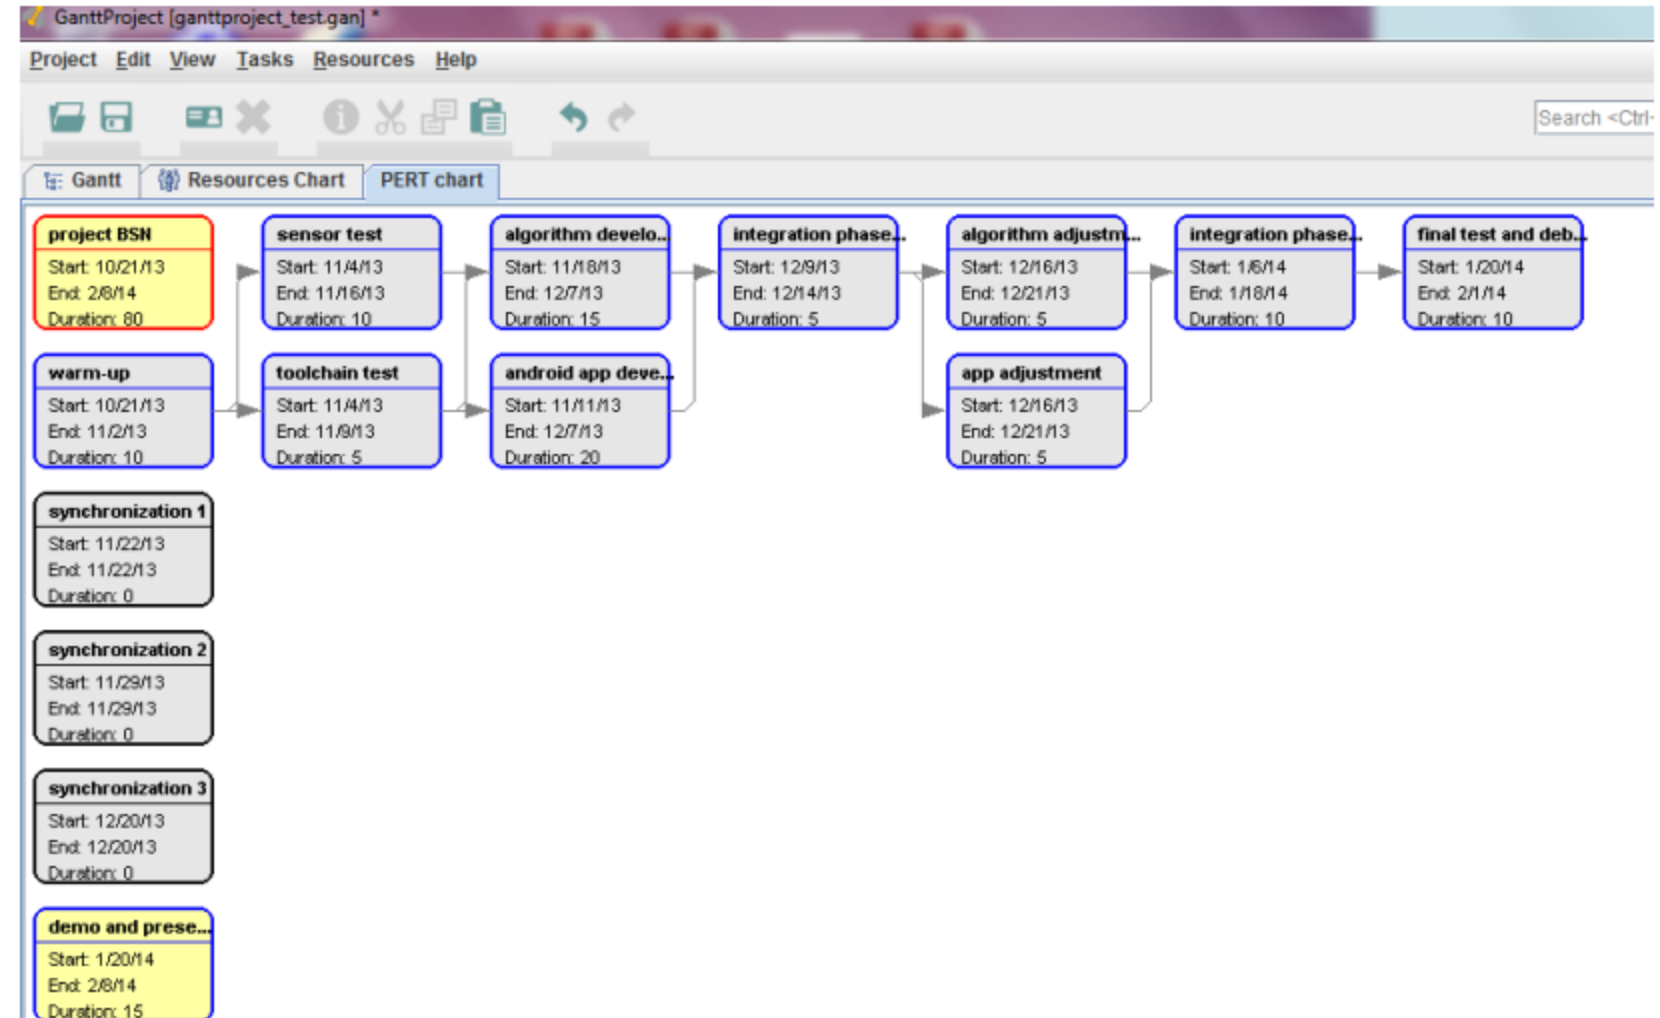 GanttProject [ganttproject_test.gan] *
Project Edit View Tasks Resources Help
Search <Ctrl-
Gantt Resources Chart PERT chart
project BSN
Start: 10/21/13
End: 2/8/14
Duration: 80
sensor test
Start: 11/4/13
End: 11/16/13
Duration: 10
algorithm develo...
Start: 11/18/13
End: 12/7/13
Duration: 15
integration phase...
Start: 12/9/13
End: 12/14/13
Duration: 5
algorithm adjustm...
Start: 12/16/13
End: 12/21/13
Duration: 5
integration phase...
Start: 1/6/14
End: 1/18/14
Duration: 10
final test and deb...
Start: 1/20/14
End: 2/1/14
Duration: 10
warm-up
Start: 10/21/13
End: 11/2/13
Duration: 10
toolchain test
Start: 11/4/13
End: 11/9/13
Duration: 5
android app deve...
Start: 11/11/13
End: 12/7/13
Duration: 20
app adjustment
Start: 12/16/13
End: 12/21/13
Duration: 5
synchronization 1
Start: 11/22/13
End: 11/22/13
Duration: 0
synchronization 2
Start: 11/29/13
End: 11/29/13
Duration: 0
synchronization 3
Start: 12/20/13
End: 12/20/13
Duration: 0
demo and prese...
Start: 1/20/14
End: 2/8/14
Duration: 15